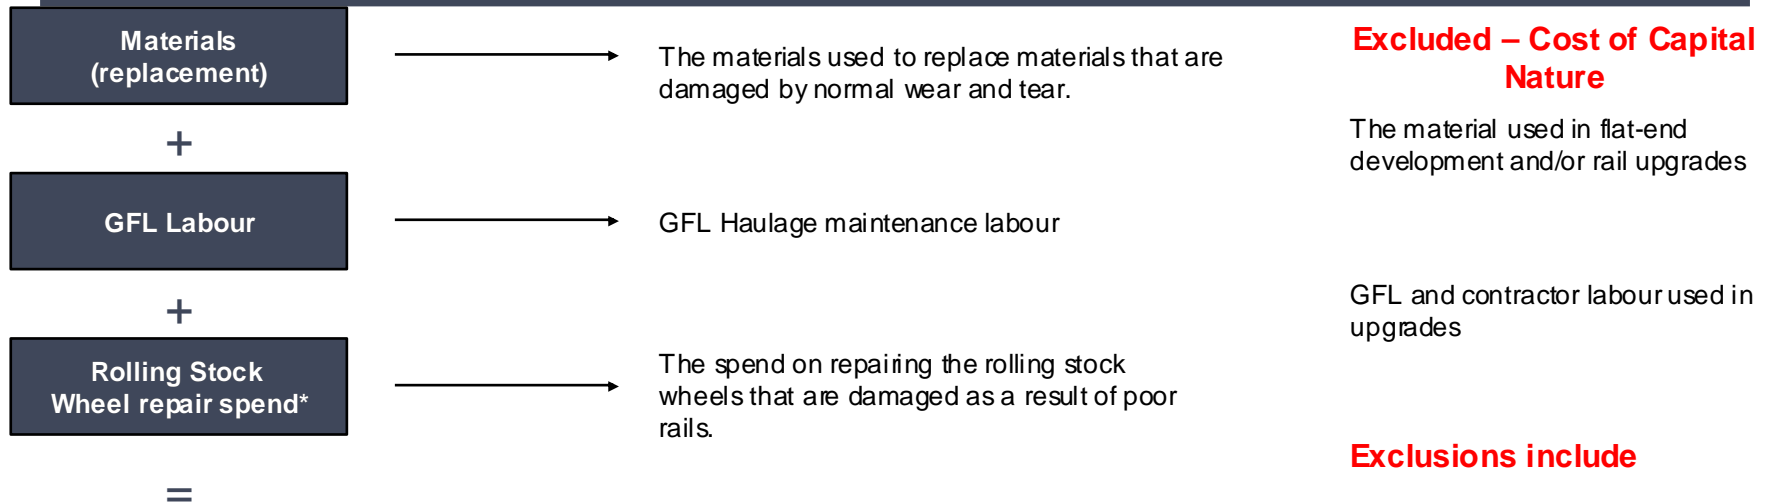 Materials
(replacement)
The materials used to replace materials that are
damaged by normal wear and tear.
+
GFL Labour
GFL Haulage maintenance labour
+
Rolling Stock
Wheel repair spend*
The spend on repairing the rolling stock
wheels that are damaged as a result of poor
rails.
=
Excluded – Cost of Capital
Nature
The material used in flat-end
development and/or rail upgrades
GFL and contractor labour used in
upgrades
Exclusions include